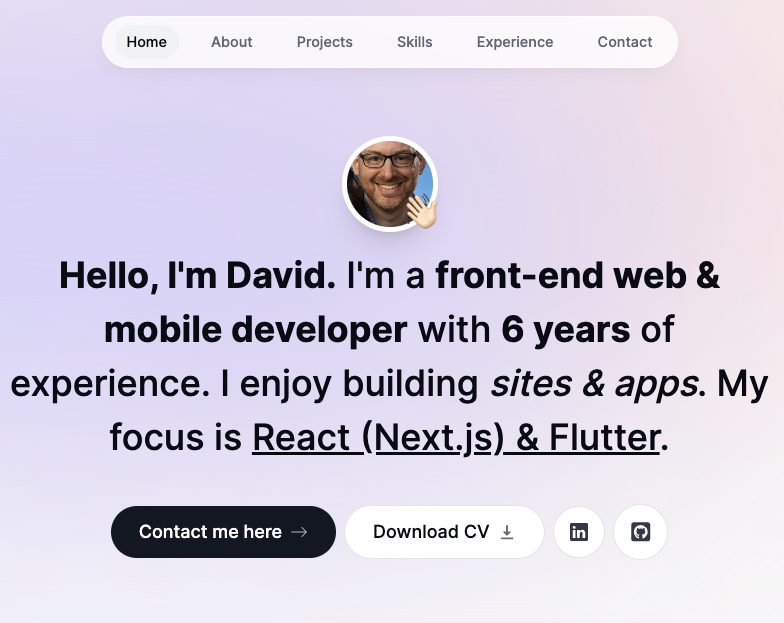 Home About Projects Skills Experience Contact
Hello, I'm David. I'm a front-end web &
mobile developer with 6 years of
experience. I enjoy building sites & apps. My
focus is React (Next.js) & Flutter.
Contact me here Download CV in